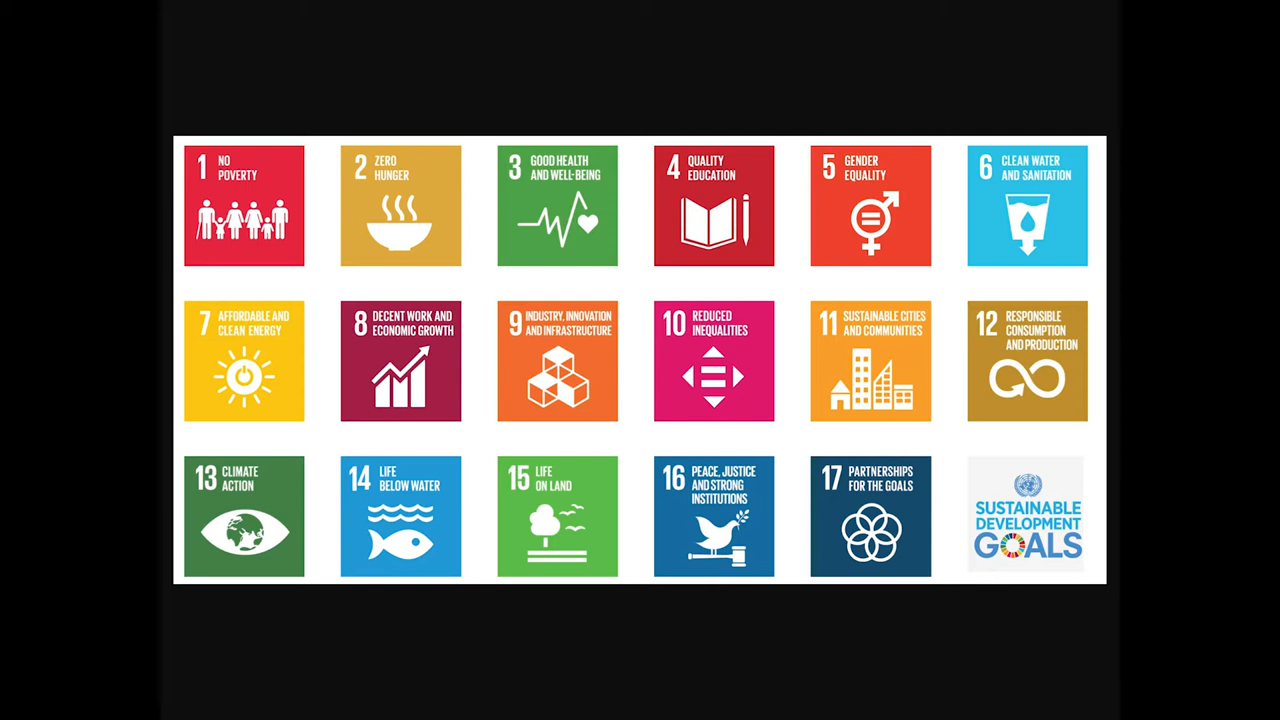 1 NO
POVERTY
2 ZERO
HUNGER
3 GOOD HEALTH
AND WELL-BEING
4 QUALITY
EDUCATION
5 GENDER
EQUALITY
6 CLEAN WATER
AND SANITATION
7 AFFORDABLE AND
CLEAN ENERGY
8 DECENT WORK AND
ECONOMIC GROWTH
9 INDUSTRY, INNOVATION
AND INFRASTRUCTURE
10 REDUCED
INEQUALITIES
11 SUSTAINABLE CITIES
AND COMMUNITIES
12 RESPONSIBLE
CONSUMPTION
AND PRODUCTION
13 CLIMATE
ACTION
14 LIFE
BELOW WATER
15 LIFE
ON LAND
16 PEACE, JUSTICE
AND STRONG
INSTITUTIONS
17 PARTNERSHIPS
FOR THE GOALS
SUSTAINABLE
DEVELOPMENT
GOALS